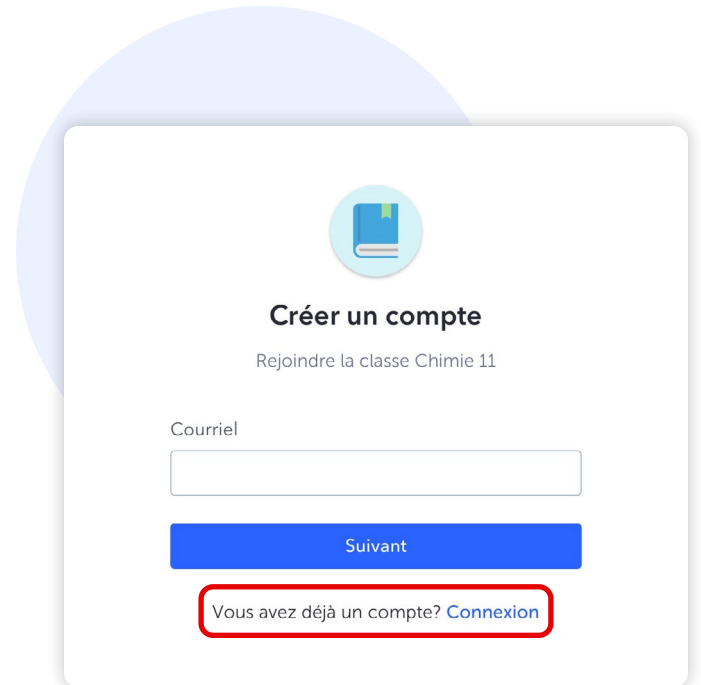 Créer un compte
Rejoindre la classe Chimie 11
Courriel
Suivant
Vous avez déjà un compte? Connexion